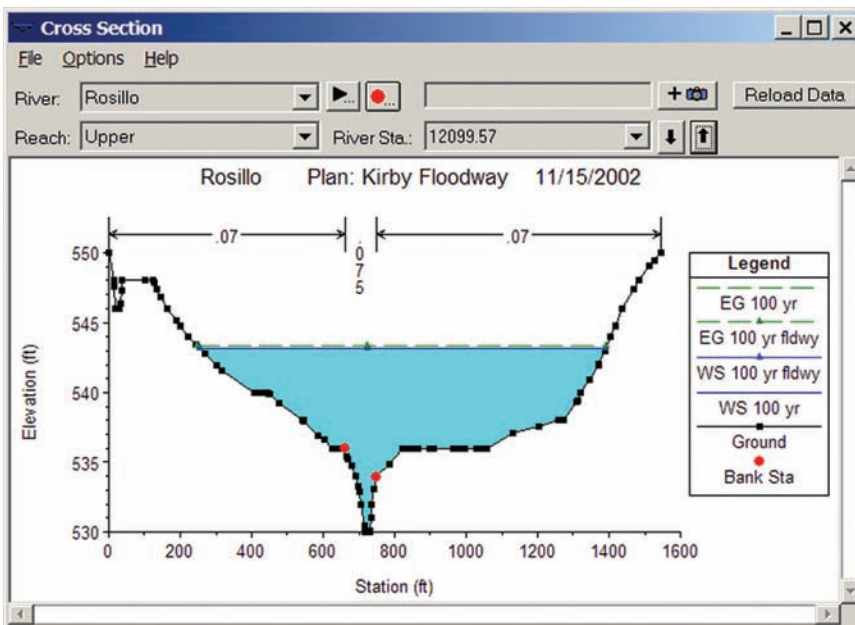 Cross Section
File Options Help
River: Rosillo
Reload Data
Reach: Upper River Sta.: 12099.57
Rosillo Plan: Kirby Floodway 11/15/2002
.07 .075 .07
Elevation (ft)
550
545
540
535
530
0 200 400 600 800 1000 1200 1400 1600
Station (ft)
Legend
EG 100 yr
EG 100 yr fldwy
WS 100 yr fldwy
WS 100 yr
Ground
Bank Sta